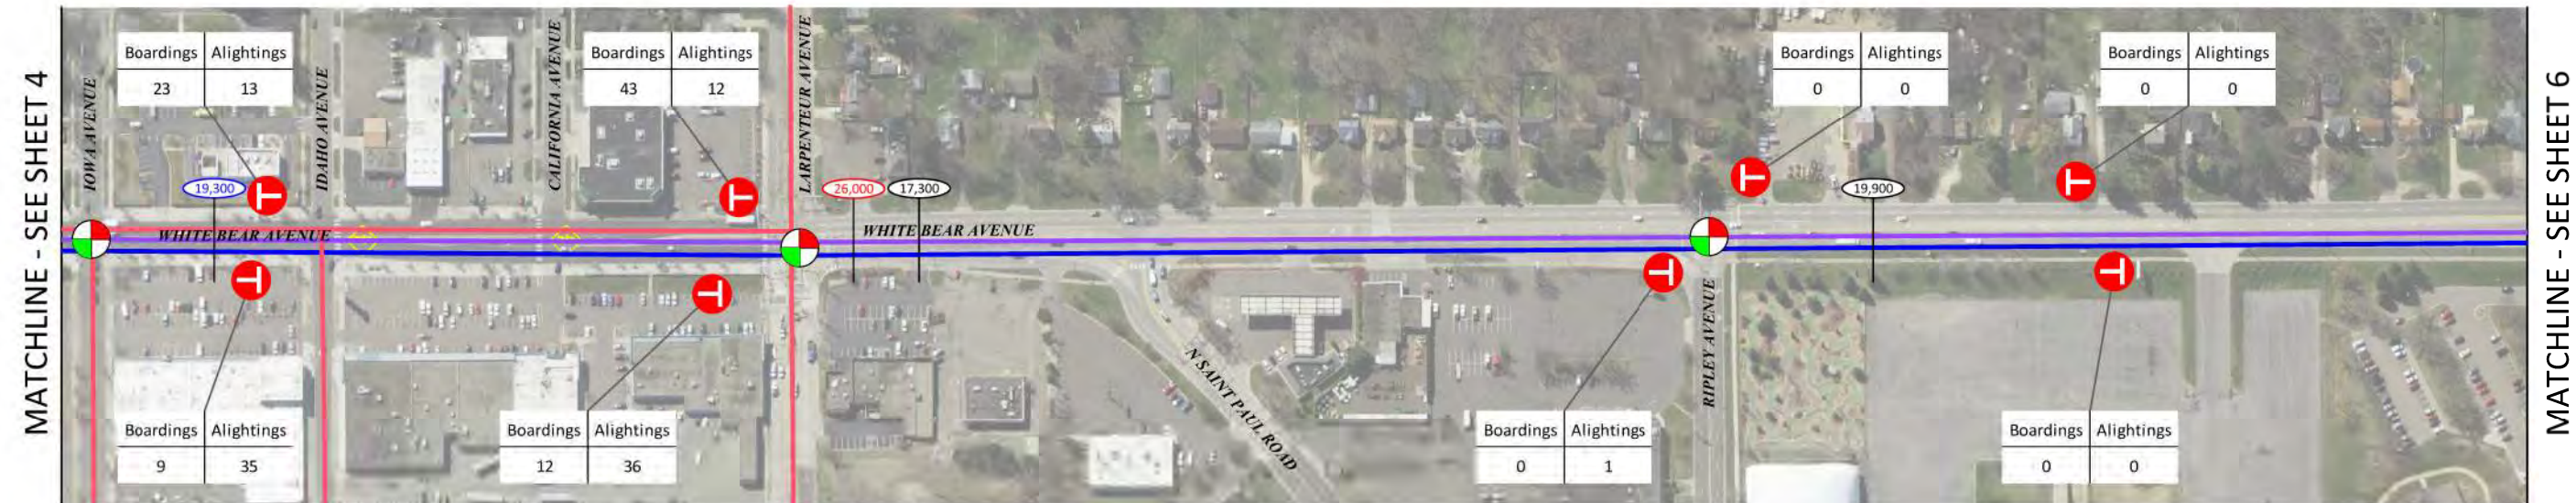 MATCHLINE - SEE SHEET 4
IOWA AVENUE
Boardings Alightings
23 13
IDAHO AVENUE
CALIFORNIA AVENUE
Boardings Alightings
43 12
LARPENTEUR AVENUE
Boardings Alightings
0 0
Boardings Alightings
0 0
MATCHLINE - SEE SHEET 6
19,300
T
T
26,000
17,300
T
19,900
T
WHITE BEAR AVENUE
WHITE BEAR AVENUE
T
T
T
T
RIPLEY AVENUE
N SAINT PAUL ROAD
Boardings Alightings
9 35
Boardings Alightings
12 36
Boardings Alightings
0 1
Boardings Alightings
0 0